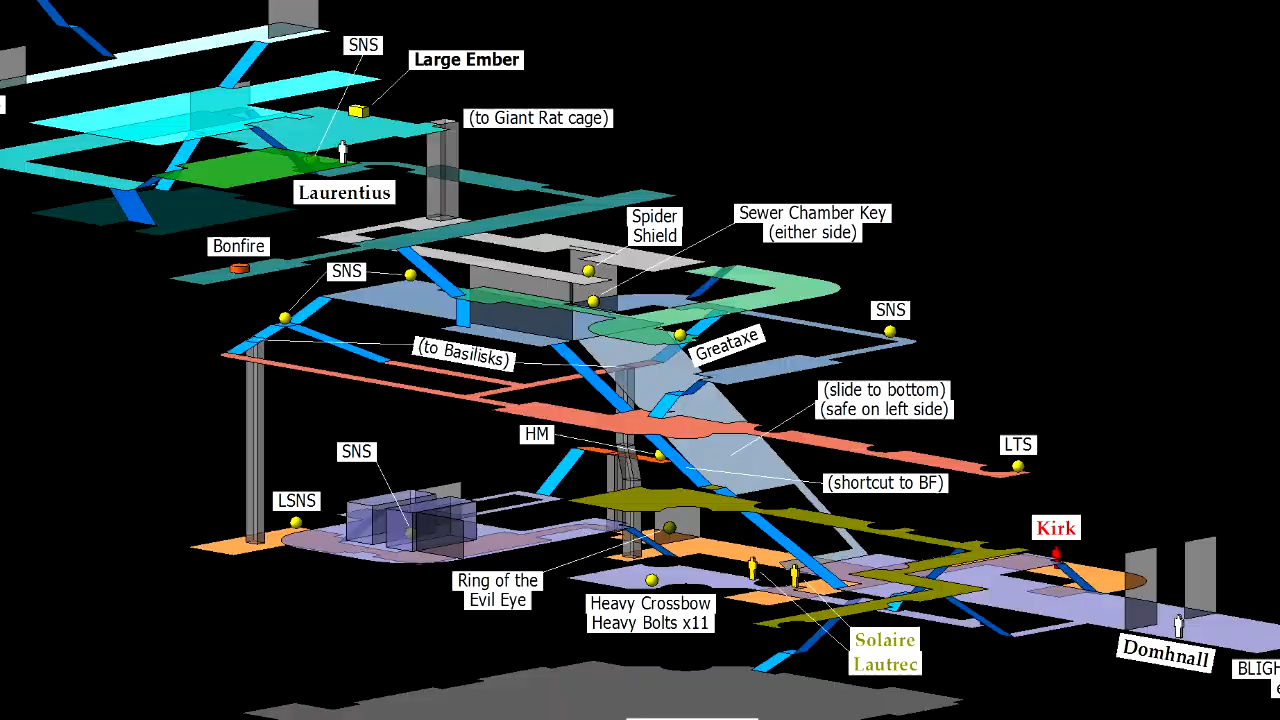 SNS
Large Ember
(to Giant Rat cage)
Laurentius
Spider
Shield
Sewer Chamber Key
(either side)
Bonfire
SNS
SNS
(to Basilisks)
Greataxe
(slide to bottom)
(safe on left side)
HM
SNS
LTS
(shortcut to BF)
LSNS
Kirk
Ring of the
Evil Eye
Heavy Crossbow
Heavy Bolts x11
Solaire
Lautrec
Domhnall
BLIGH